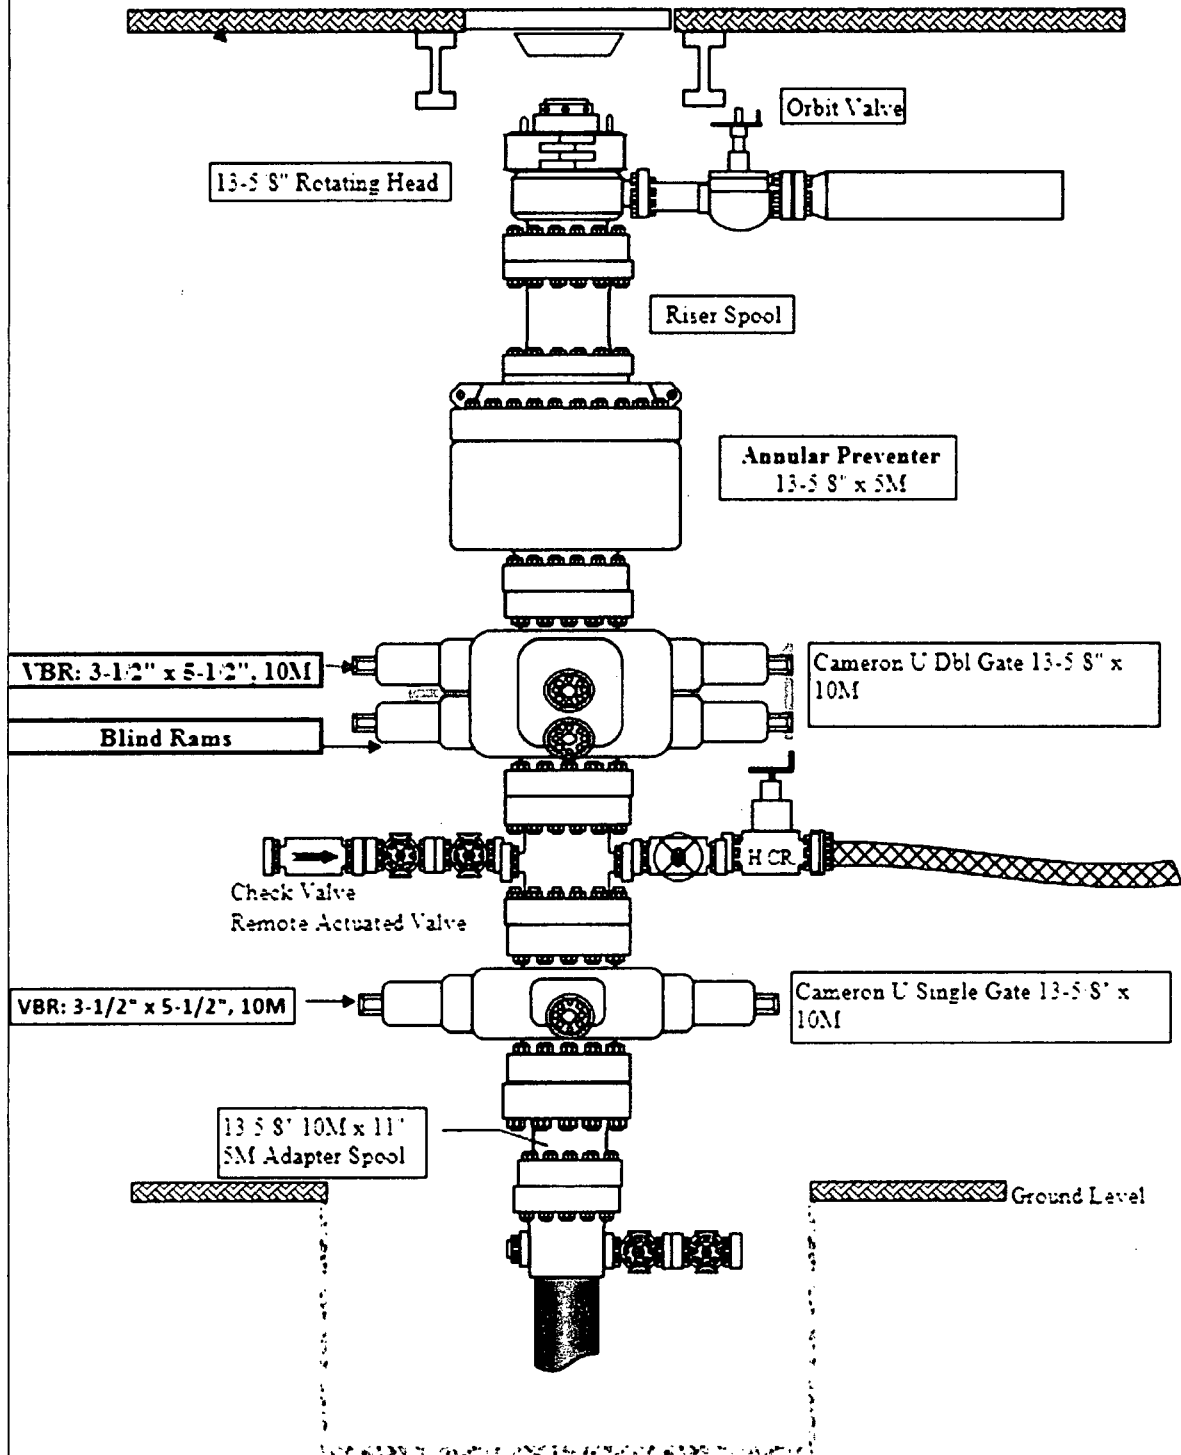 Orbit Valve
13-5 8" Rotating Head
Riser Spool
Annular Preventer
13-5 8" x 5M
VBR: 3-1/2" x 5-1/2", 10M
Cameron U Dbl Gate 13-5 8" x
10M
Blind Rams
HCR
Check Valve
Remote Actuated Valve
VBR: 3-1/2" x 5-1/2", 10M
Cameron U Single Gate 13-5 8" x
10M
13 5 8" 10M x 11"
5M Adapter Spool
Ground Level